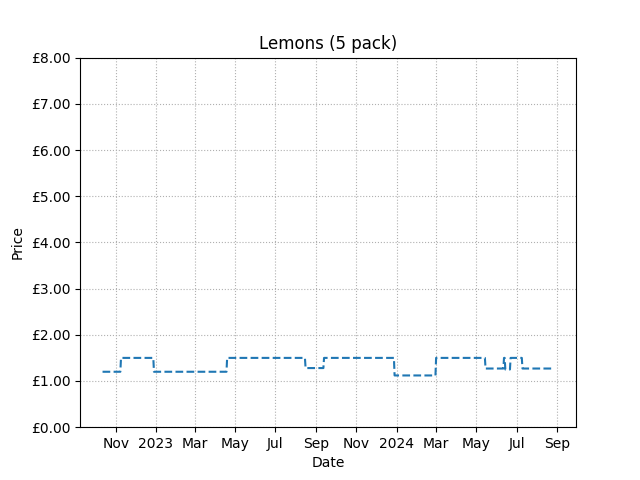 Lemons (5 pack)
£8.00
£7.00
£6.00
£5.00
£4.00
£3.00
£2.00
£1.00
£0.00
Price
Nov 2023 Mar May Jul Sep Nov 2024 Mar May Jul Sep
Date